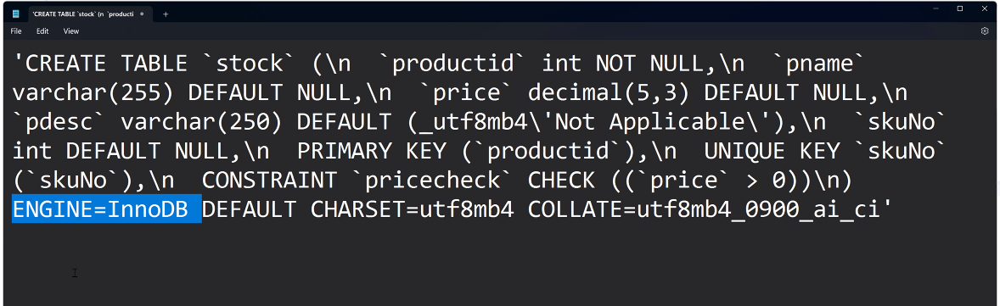 'CREATE TABLE `stock` (n `producti
File Edit View
'CREATE TABLE `stock` (\n  `productid` int NOT NULL,\n  `pname`
varchar(255) DEFAULT NULL,\n  `price` decimal(5,3) DEFAULT NULL,\n
`pdesc` varchar(250) DEFAULT (_utf8mb4\'Not Applicable\'),\n  `skuNo`
int DEFAULT NULL,\n  PRIMARY KEY (`productid`),\n  UNIQUE KEY `skuNo`
(`skuNo`),\n  CONSTRAINT `pricecheck` CHECK ((`price` > 0))\n)
ENGINE=InnoDB DEFAULT CHARSET=utf8mb4 COLLATE=utf8mb4_0900_ai_ci'